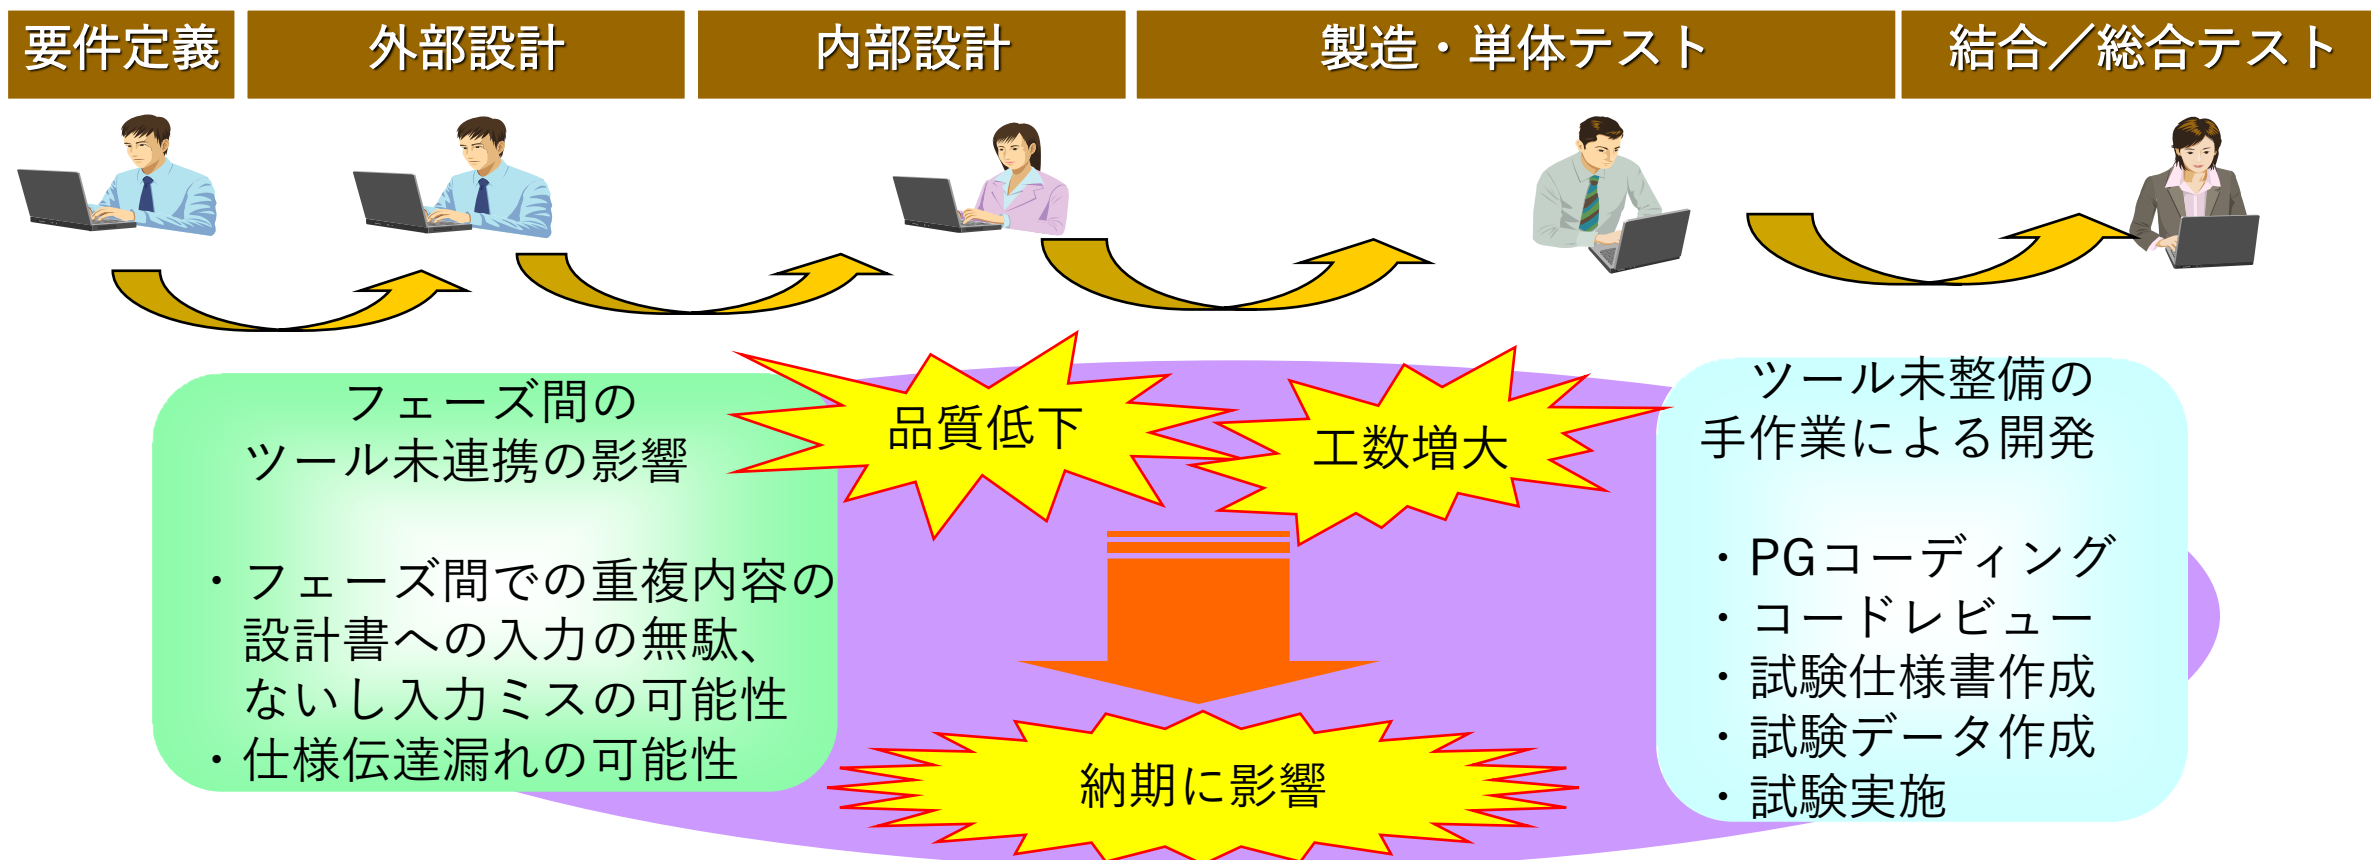 要件定義
外部設計
内部設計
製造・単体テスト
結合／総合テスト
フェーズ間の
ツール未連携の影響
・フェーズ間での重複内容の
設計書への入力の無駄、
ないし入力ミスの可能性
・仕様伝達漏れの可能性
品質低下
工数増大
納期に影響
ツール未整備の
手作業による開発
・PGコーディング
・コードレビュー
・試験仕様書作成
・試験データ作成
・試験実施